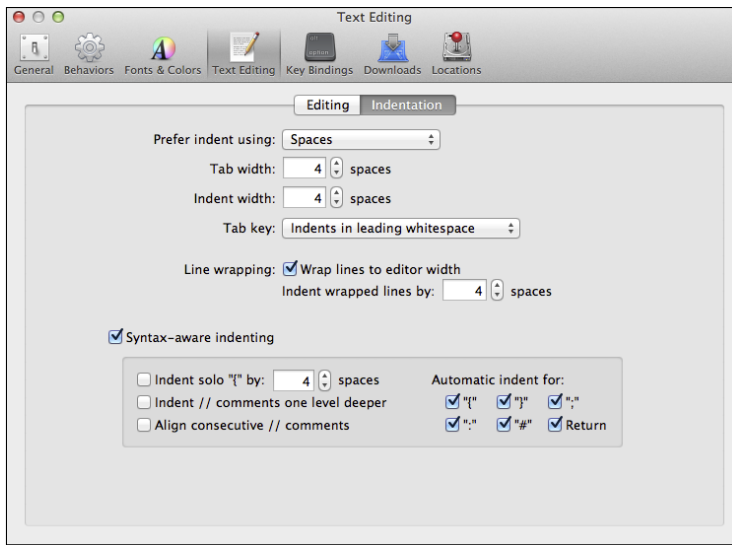 Text Editing
General Behaviors Fonts & Colors Text Editing Key Bindings Downloads Locations
Editing Indentation
Prefer indent using: Spaces
Tab width: 4 spaces
Indent width: 4 spaces
Tab key: Indents in leading whitespace
Line wrapping: Wrap lines to editor width
Indent wrapped lines by: 4 spaces
Syntax-aware indenting
Indent solo "{" by: 4 spaces Automatic indent for:
Indent // comments one level deeper "{" "}" ";"
Align consecutive // comments ":" "#" Return